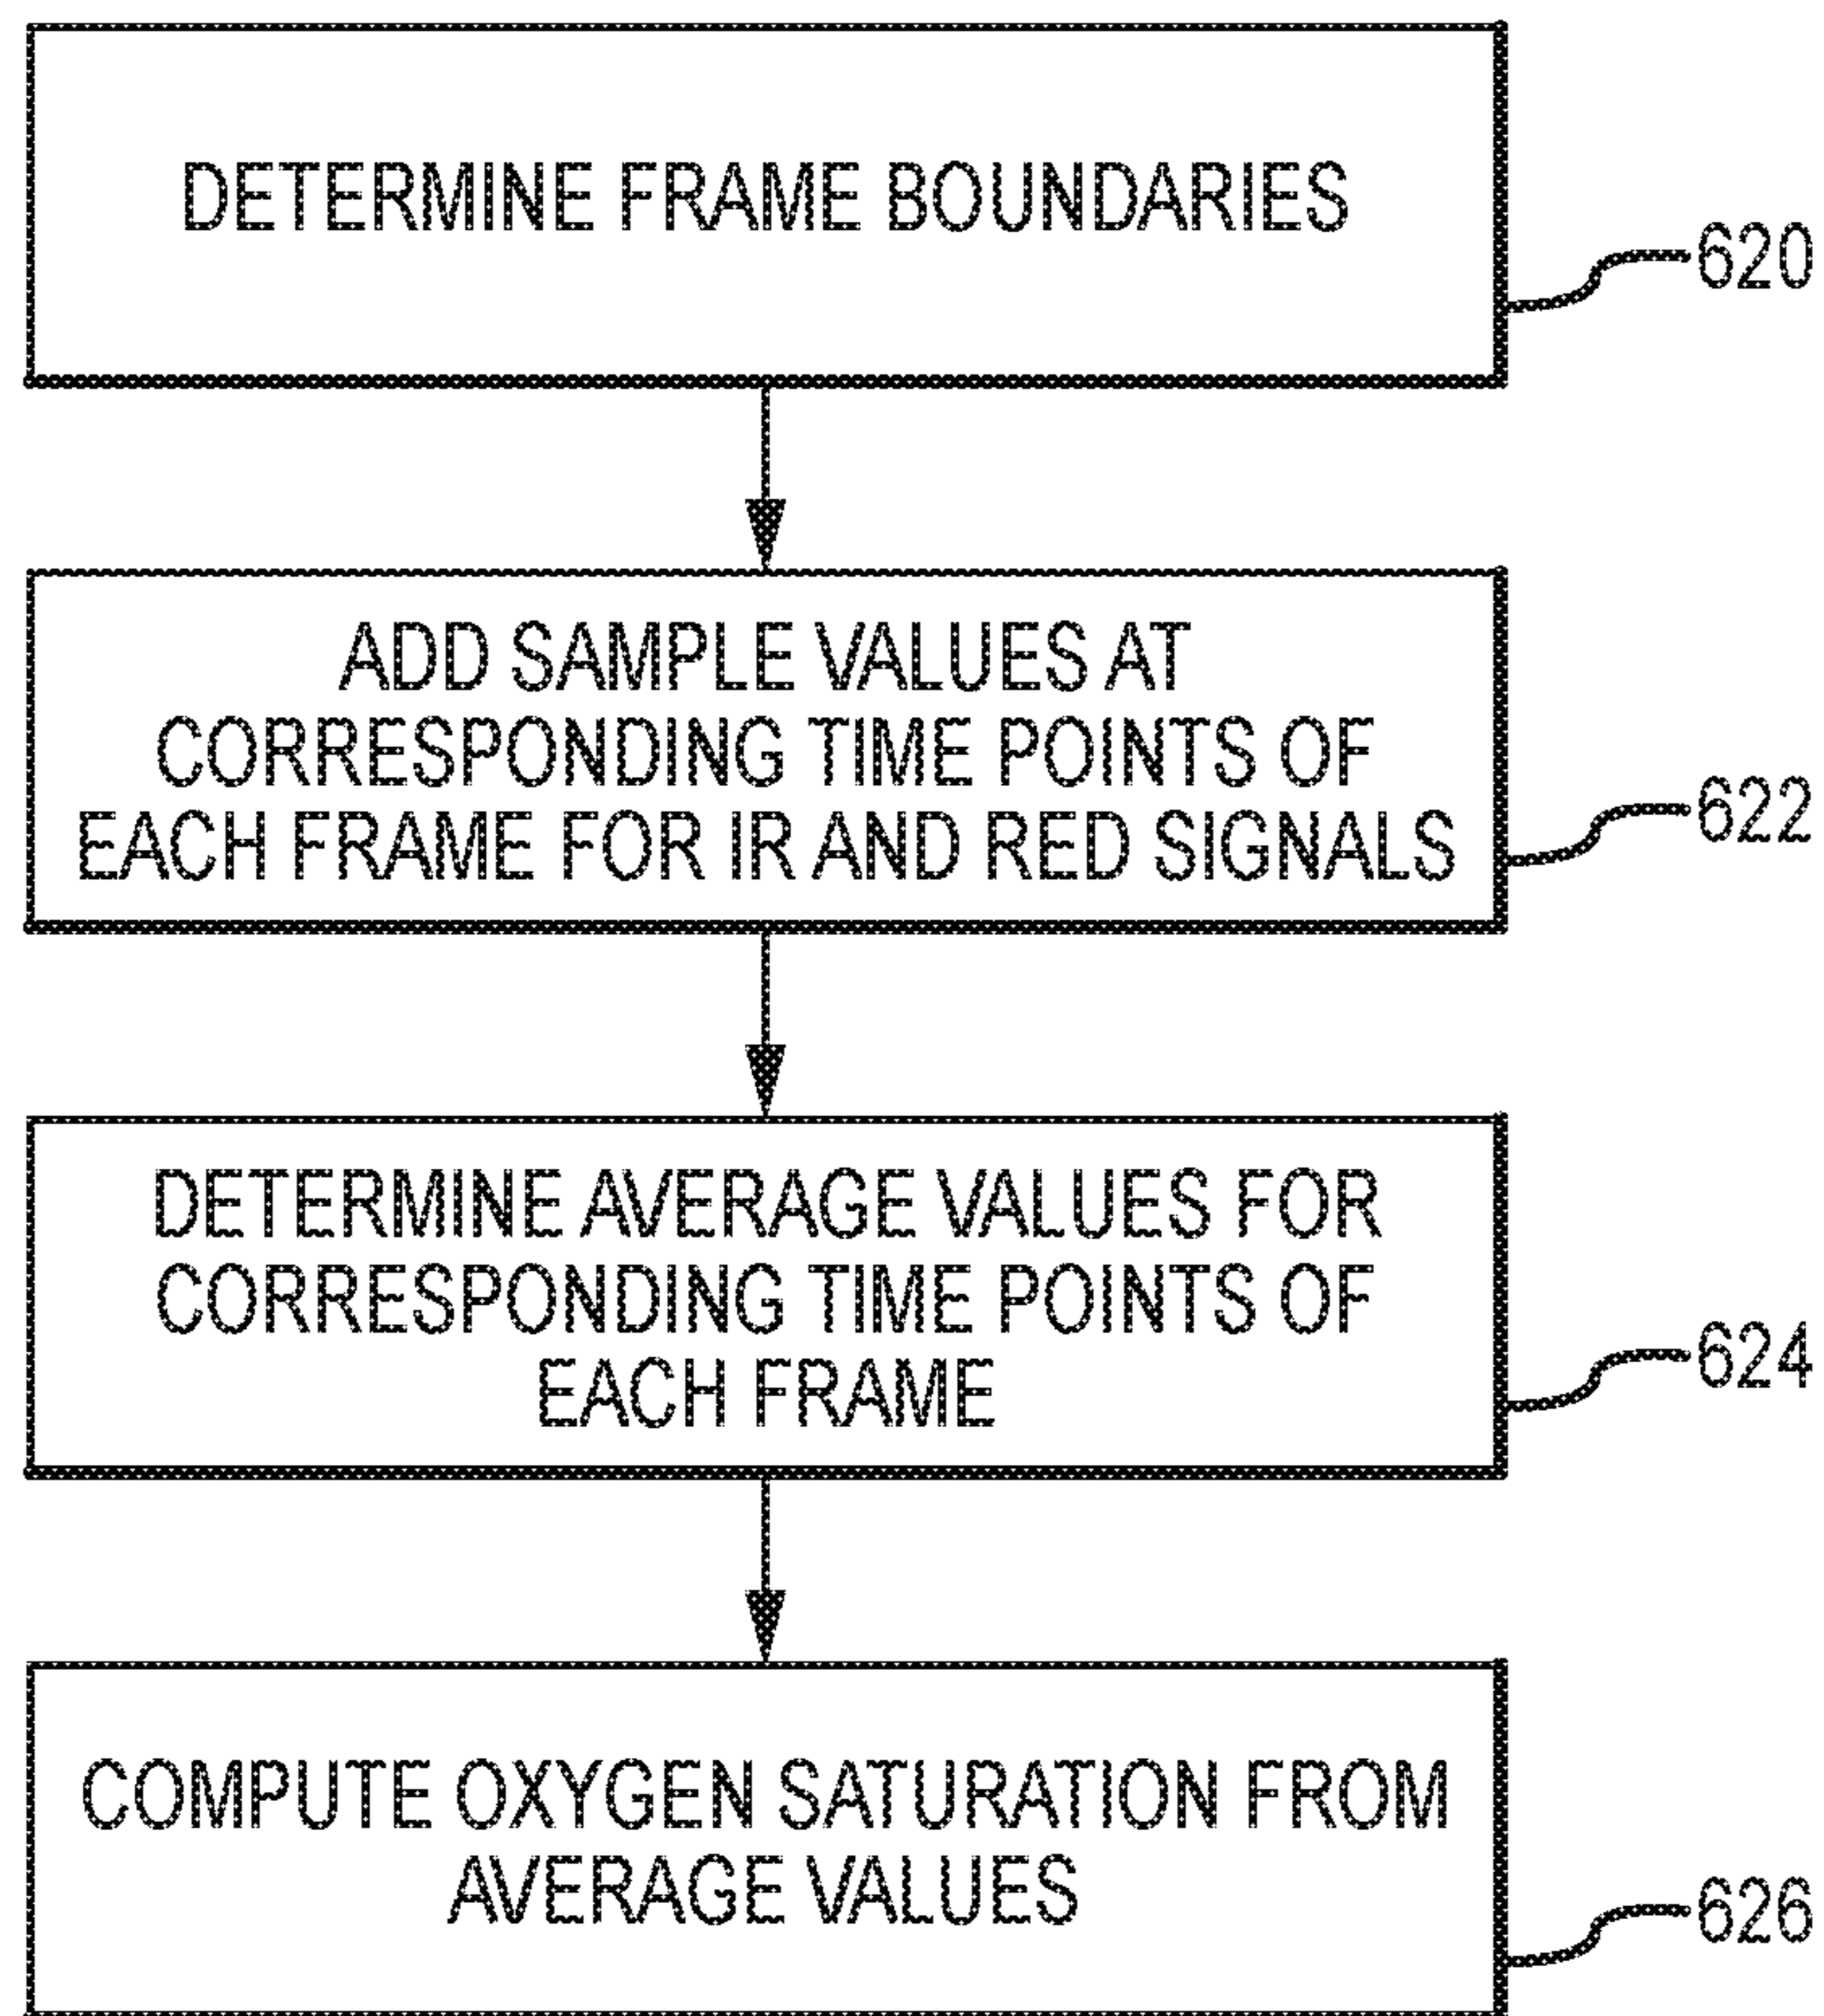 DETERMINE FRAME BOUNDARIES
620
ADD SAMPLE VALUES AT
CORRESPONDING TIME POINTS OF
EACH FRAME FOR IR AND RED SIGNALS
622
DETERMINE AVERAGE VALUES FOR
CORRESPONDING TIME POINTS OF
EACH FRAME
624
COMPUTE OXYGEN SATURATION FROM
AVERAGE VALUES
626